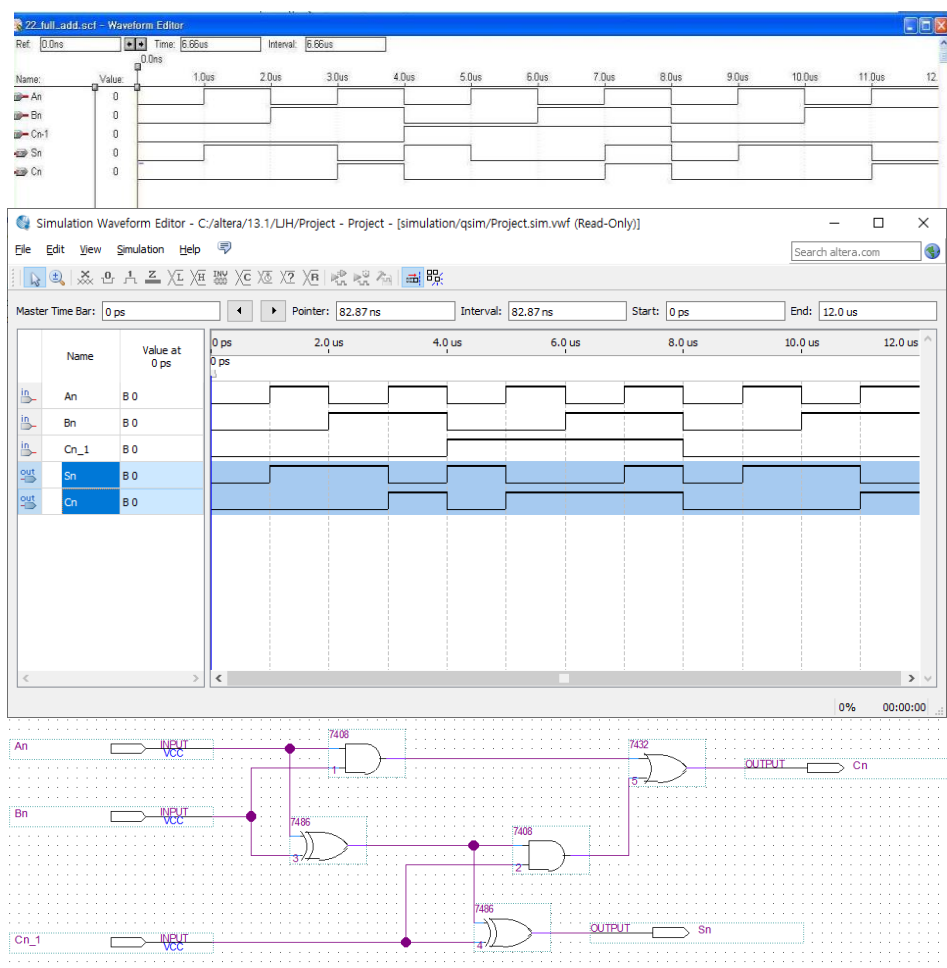 22_full_add.scf - Waveform Editor
Ref: 0.0ns Time: 6.66us Interval: 6.66us
0.0ns
Name: Value: 1.0us 2.0us 3.0us 4.0us 5.0us 6.0us 7.0us 8.0us 9.0us 10.0us 11.0us 12.
An 0
Bn 0
Cn-1 0
Sn 0
Cn 0
Simulation Waveform Editor - C:/altera/13.1/LJH/Project - Project - [simulation/qsim/Project.sim.vwf (Read-Only)]
File Edit View Simulation Help
Search altera.com
Master Time Bar: 0 ps Pointer: 82.87 ns Interval: 82.87 ns Start: 0 ps End: 12.0 us
Name Value at 0 ps
0 ps 2.0 us 4.0 us 6.0 us 8.0 us 10.0 us 12.0 us
0 ps
in An B 0
in Bn B 0
in Cn_1 B 0
out Sn B 0
out Cn B 0
0% 00:00:00
An INPUT VCC
7408
1
7432
5
OUTPUT Cn
Bn INPUT VCC
7486
3
7408
2
7486
4
OUTPUT Sn
Cn_1 INPUT VCC